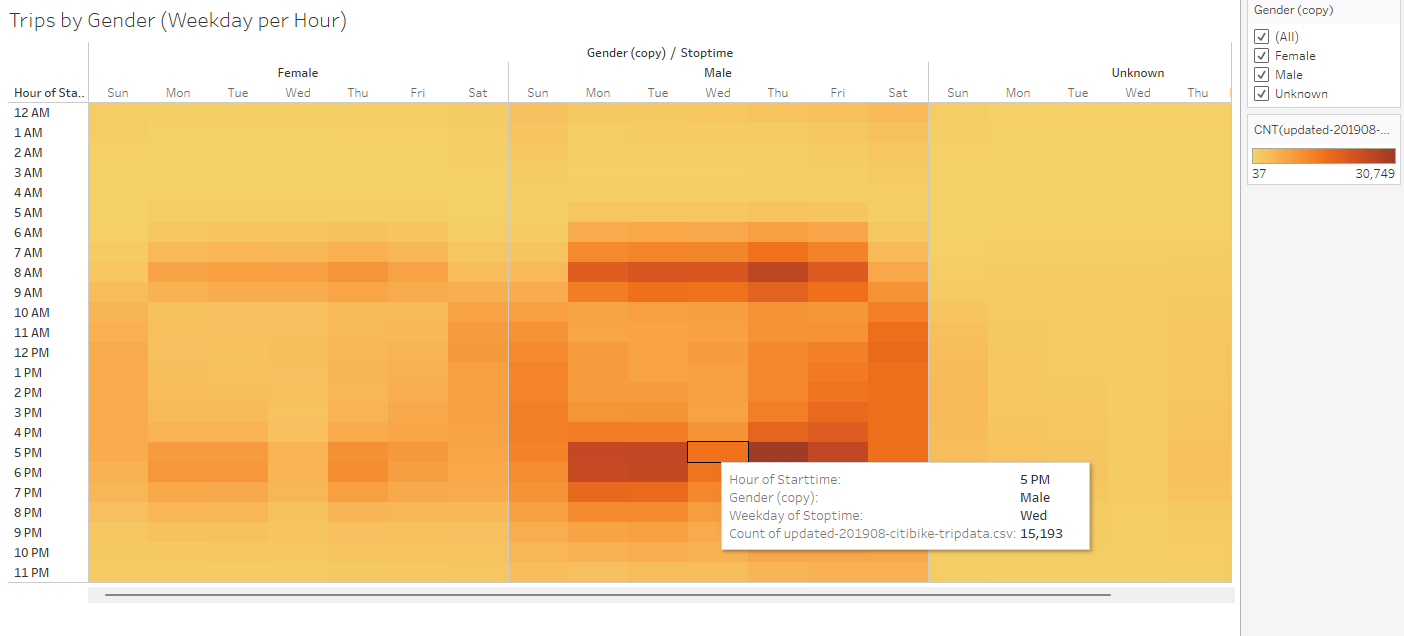 Trips by Gender (Weekday per Hour)
Gender (copy) / Stoptime
Female Male Unknown
Hour of Sta.. Sun Mon Tue Wed Thu Fri Sat Sun Mon Tue Wed Thu Fri Sat Sun Mon Tue Wed Thu
12 AM
1 AM
2 AM
3 AM
4 AM
5 AM
6 AM
7 AM
8 AM
9 AM
10 AM
11 AM
12 PM
1 PM
2 PM
3 PM
4 PM
5 PM
6 PM
7 PM
8 PM
9 PM
10 PM
11 PM
Hour of Starttime: 5 PM
Gender (copy): Male
Weekday of Stoptime: Wed
Count of updated-201908-citibike-tripdata.csv: 15,193
Gender (copy)
(All)
Female
Male
Unknown
CNT(updated-201908-...
37 30,749